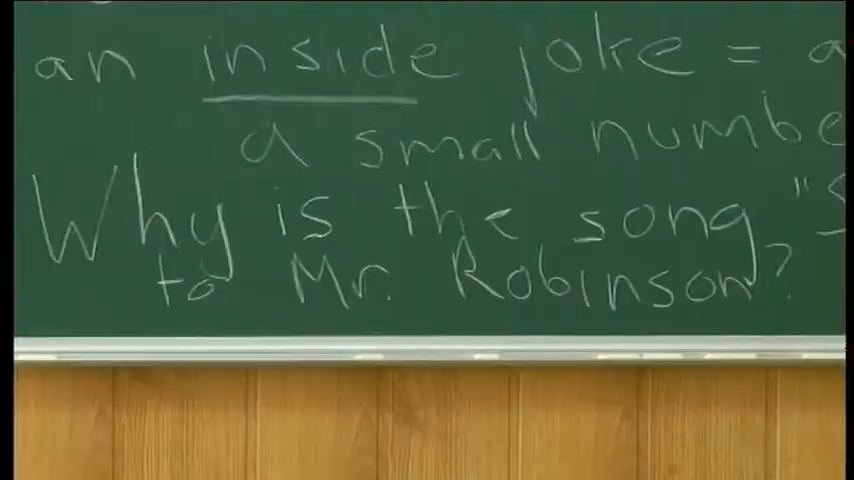 an inside joke = a
a small numbe
Why is the song "S
to Mr. Robinson?